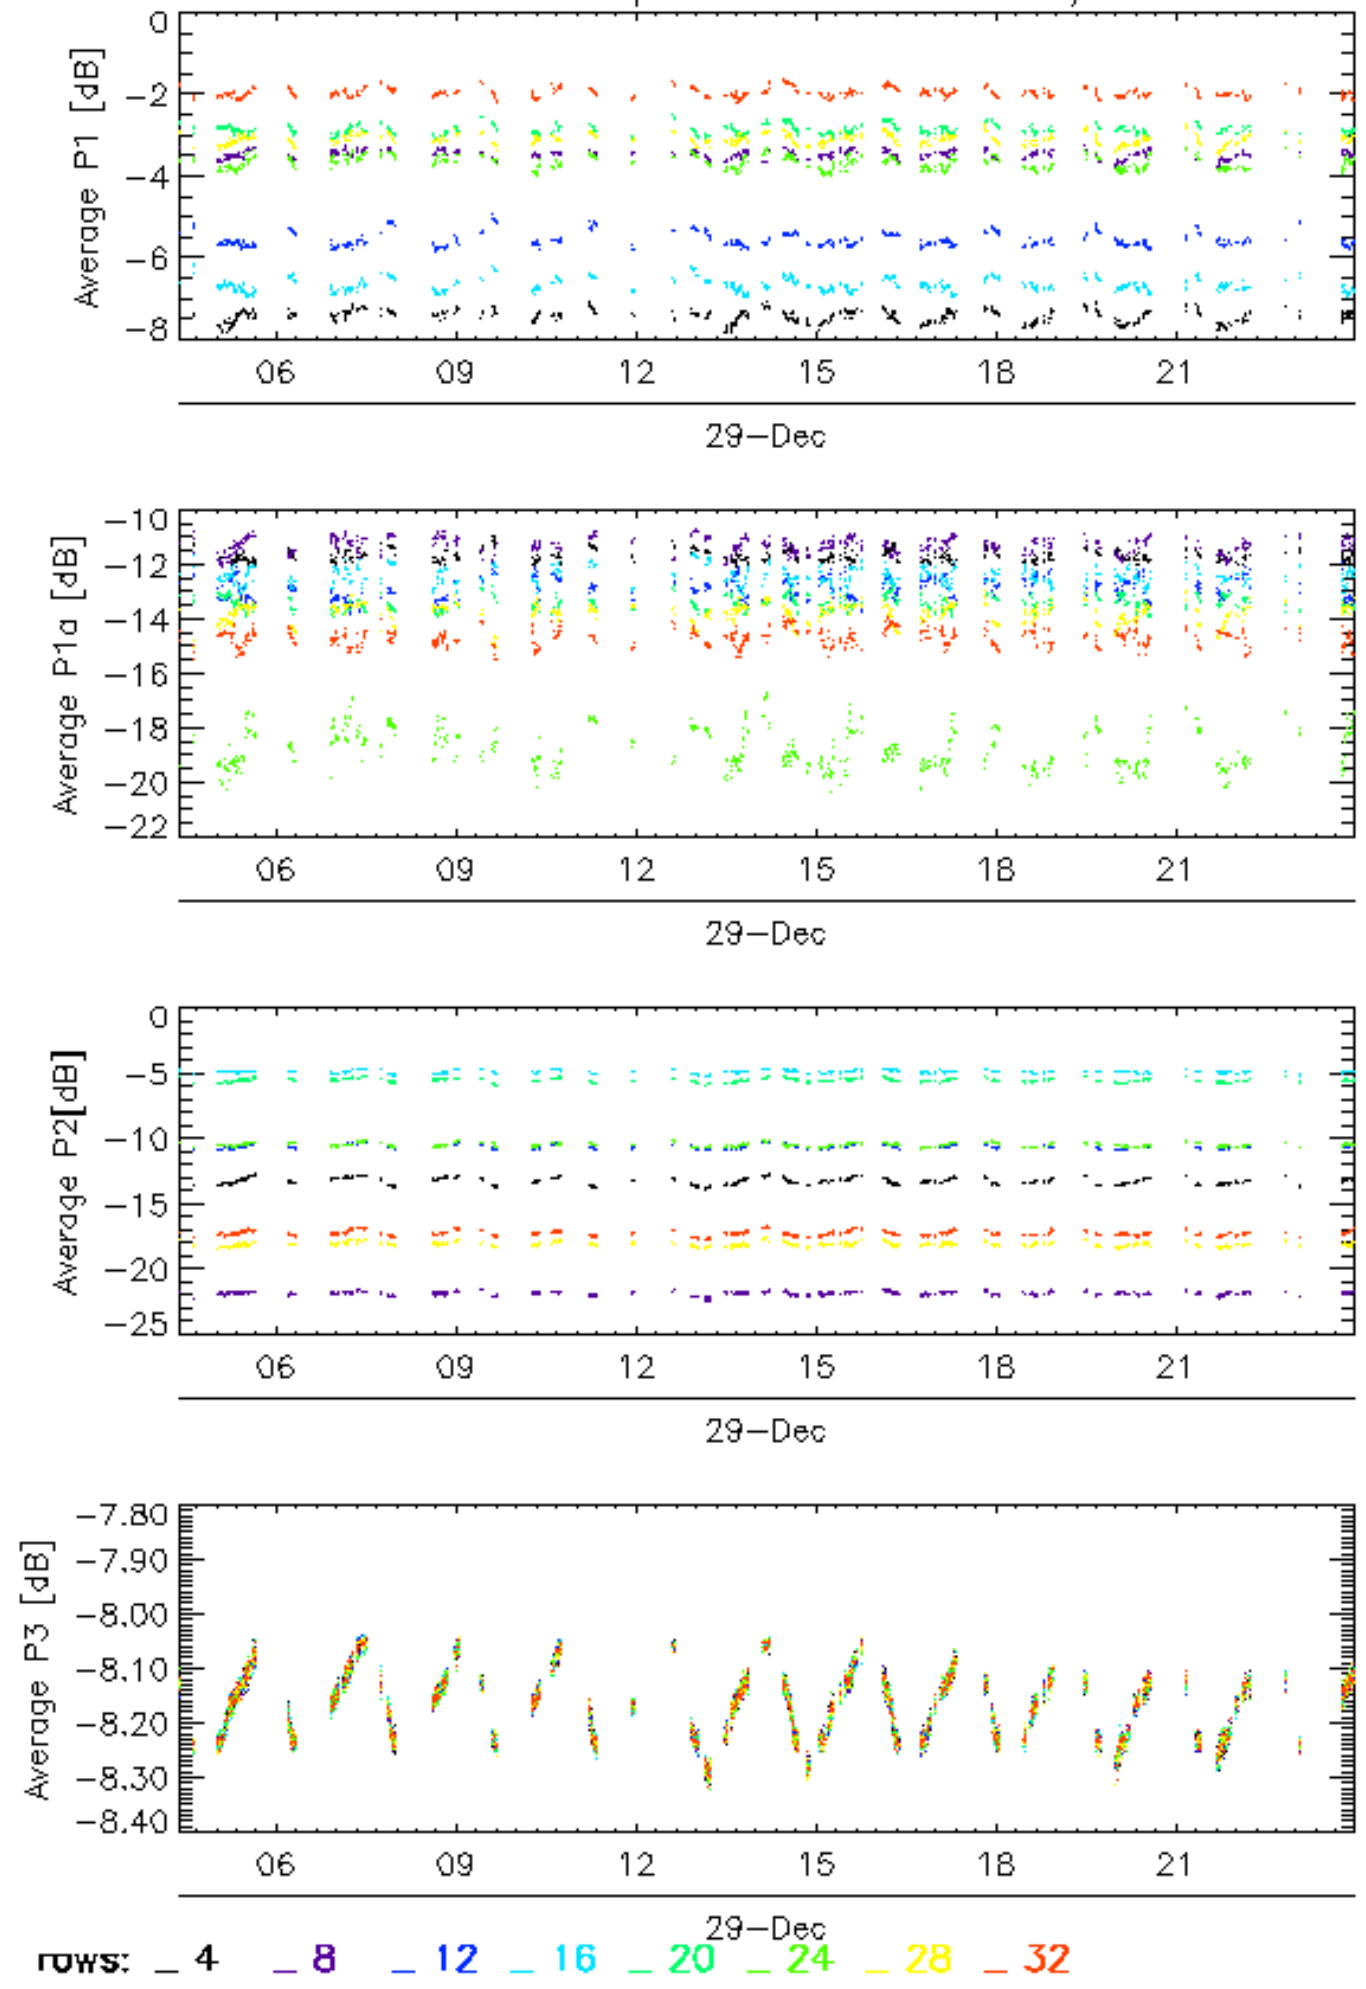 0
Average P1 [dB]
−2
−4
−6
−8
06 09 12 15 18 21
29−Dec
−10
Average P1a [dB]
−12
−14
−16
−18
−20
−22
06 09 12 15 18 21
29−Dec
0
Average P2[dB]
−5
−10
−15
−20
−25
06 09 12 15 18 21
29−Dec
−7.80
Average P3 [dB]
−7.90
−8.00
−8.10
−8.20
−8.30
−8.40
06 09 12 15 18 21
29−Dec
rows: _ 4 _ 8 _ 12 _ 16 _ 20 _ 24 _ 28 _ 32